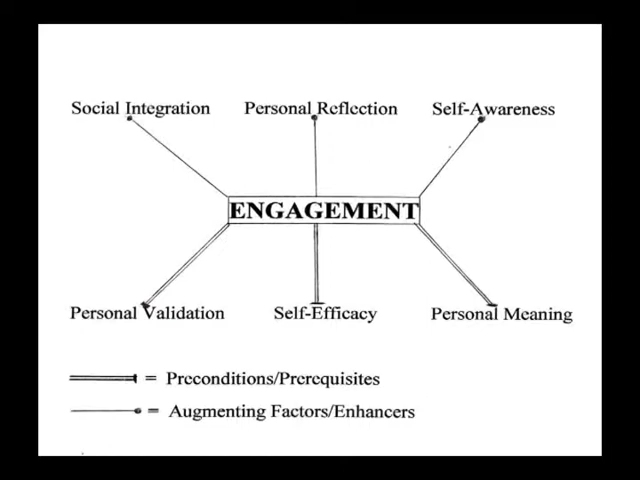 Social Integration Personal Reflection Self-Awareness
ENGAGEMENT
Personal Validation Self-Efficacy Personal Meaning
= Preconditions/Prerequisites
= Augmenting Factors/Enhancers